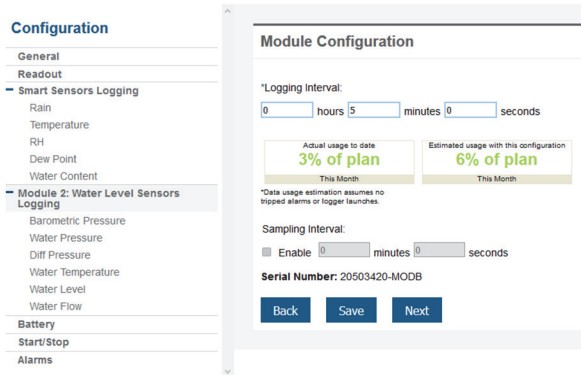 Configuration
General
Readout
Smart Sensors Logging
Rain
Temperature
RH
Dew Point
Water Content
Module 2: Water Level Sensors
Logging
Barometric Pressure
Water Pressure
Diff Pressure
Water Temperature
Water Level
Water Flow
Battery
Start/Stop
Alarms
Module Configuration
*Logging Interval:
0 hours 5 minutes 0 seconds
Actual usage to date
3% of plan
This Month
Estimated usage with this configuration
6% of plan
This Month
*Data usage estimation assumes no
tripped alarms or logger launches.
Sampling Interval:
Enable 0 minutes 0 seconds
Serial Number: 20503420-MODB
Back Save Next